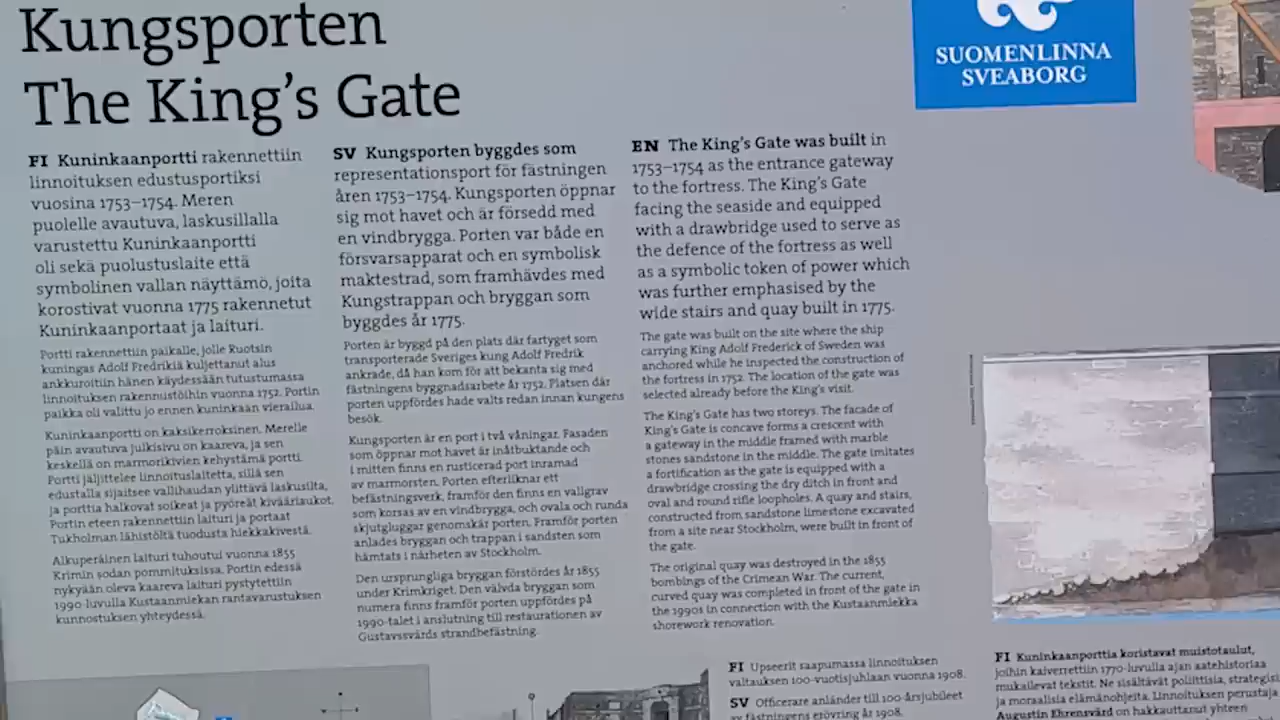 Kungsporten
The King's Gate
SUOMENLINNA
SVEABORG
FI Kuninkaanportti rakennettiin
linnoituksen edustusportiksi
vuosina 1753–1754. Meren
puolelle avautuva, laskusillalla
varustettu Kuninkaanportti
oli sekä puolustuslaite että
symbolinen vallan näyttämö, joita
korostivat vuonna 1775 rakennetut
Kuninkaanportaat ja laituri.
Portti rakennettiin paikalle, jolle Ruotsin
kuningas Adolf Fredrikiä kuljettanut alus
ankkuroitiin hänen käydessään tutustumassa
linnoituksen rakennustöihin vuonna 1752. Portin
paikka oli valittu jo ennen kuninkaan vierailua.
Kuninkaanportti on kaksikerroksinen. Merelle
päin avautuva julkisivu on kaareva, ja sen
keskellä on marmorikivien kehystämä portti.
Portti jäljittelee linnoituslaitetta, sillä sen
edustalla sijaitsee vallihaudan ylittävä laskusilta,
ja porttia halkovat soikeat ja pyöreät kivääriaukot.
Portin eteen rakennettiin laituri ja portaat
Tukholman lähistöltä tuodusta hiekkakivestä.
Alkuperäinen laituri tuhoutui vuonna 1855
Krimin sodan pommituksissa. Portin edessä
nykyään oleva kaareva laituri pystytettiin
1990-luvulla Kustaanmiekan rantavarustuksen
kunnostuksen yhteydessä.
SV Kungsporten byggdes som
representationsport för fästningen
åren 1753–1754. Kungsporten öppnar
sig mot havet och är försedd med
en vindbrygga. Porten var både en
försvarsapparat och en symbolisk
maktestrad, som framhävdes med
Kungstrappan och bryggan som
byggdes år 1775.
Porten är byggd på den plats där fartyget som
transporterade Sveriges kung Adolf Fredrik
ankrade, då han kom för att bekanta sig med
fästningens byggnadsarbete år 1752. Platsen där
porten uppfördes hade valts redan innan kungens
besök.
Kungsporten är en port i två våningar. Fasaden
som öppnar mot havet är inåtbuktande och
i mitten finns en rusticerad port inramad
av marmorsten. Porten efterliknar ett
befästningsverk, framför den finns en vallgrav
som korsas av en vindbrygga, och ovala och runda
skjutgluggar genomskär porten. Framför porten
anlades bryggan och trappan i sandsten som
hämtats i närheten av Stockholm.
Den ursprungliga bryggan förstördes år 1855
under Krimkriget. Den välvda bryggan som
numera finns framför porten uppfördes på
1990-talet i anslutning till restaurationen av
Gustavssvärds strandbefästning.
EN The King's Gate was built in
1753–1754 as the entrance gateway
to the fortress. The King's Gate
facing the seaside and equipped
with a drawbridge used to serve as
the defence of the fortress as well
as a symbolic token of power which
was further emphasised by the
wide stairs and quay built in 1775.
The gate was built on the site where the ship
carrying King Adolf Frederick of Sweden was
anchored while he inspected the construction of
the fortress in 1752. The location of the gate was
selected already before the King's visit.
The King's Gate has two storeys. The facade of
King's Gate is concave forms a crescent with
a gateway in the middle framed with marble
stones sandstone in the middle. The gate imitates
a fortification as the gate is equipped with a
drawbridge crossing the dry ditch in front and
oval and round rifle loopholes. A quay and stairs,
constructed from sandstone limestone excavated
from a site near Stockholm, were built in front of
the gate.
The original quay was destroyed in the 1855
bombings of the Crimean War. The current,
curved quay was completed in front of the gate in
the 1990s in connection with the Kustaanmiekka
shorework renovation.
FI Upseerit saapumassa linnoituksen
valtauksen 100-vuotisjuhlaan vuonna 1908.
SV Officerare anländer till 100-årsjubileet
av fästningens erövring år 1908.
FI Kuninkaanporttia koristavat muistotaulut,
joihin kaiverrettiin 1770-luvulla ajan aatehistoriaa
mukailevat tekstit. Ne sisältävät poliittisia, strategisi
ja moraalisia elämänohjeita. Linnoituksen perustaja
Augustin Ehrensvärd on hakkauttanut yhteen